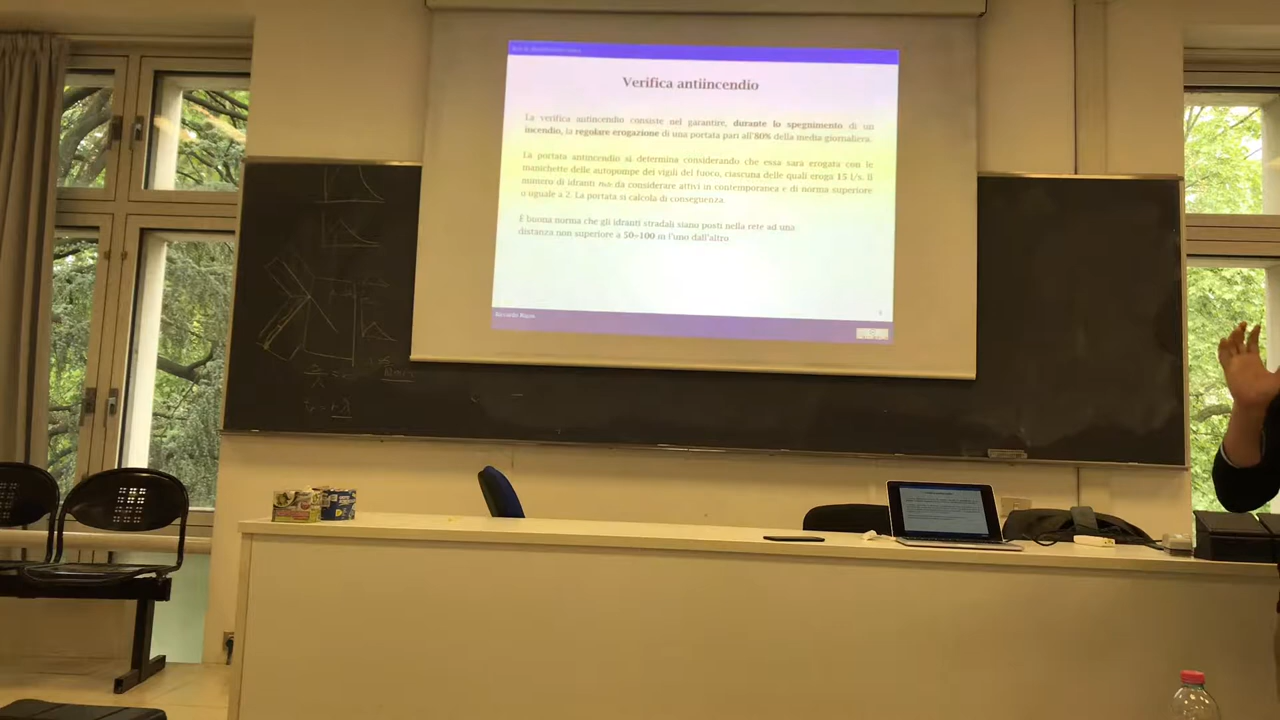 Verifica antiincendio
La verifica antincendio consiste nel garantire, durante lo spegnimento di un
incendio, la regolare erogazione di una portata pari all'80% della media giornaliera.
La portata antincendio si determina considerando che essa sarà erogata con le
manichette delle autopompe dei vigili del fuoco, ciascuna delle quali eroga 15 l/s. Il
numero di idranti da considerare attivi in contemporanea è di norma superiore
o uguale a 2. La portata si calcola di conseguenza.
È buona norma che gli idranti stradali siano posti nella rete ad una
distanza non superiore a 50–100 m l'uno dall'altro
Riccardo